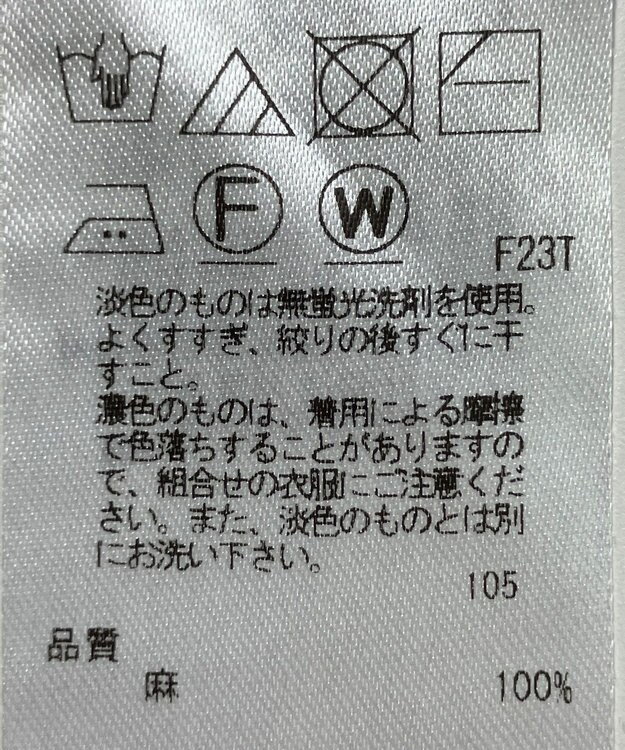 F W
F23T
淡色のものは無蛍光洗剤を使用。
よくすすぎ、絞りの後すぐに干
すこと。
濃色のものは、着用による摩擦
で色落ちすることがありますの
で、組合せの衣服にご注意くだ
さい。また、淡色のものとは別
にお洗い下さい。
105
品質
麻 100%